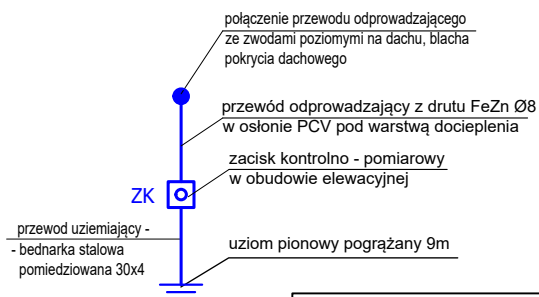 połączenie przewodu odprowadzającego
ze zwodami poziomymi na dachu, blacha
pokrycia dachowego
przewód odprowadzający z drutu FeZn Ø8
w osłonie PCV pod warstwą docieplenia
zacisk kontrolno - pomiarowy
w obudowie elewacyjnej
ZK
przewod uziemiający -
- bednarka stalowa
pomiedziowana 30x4
uziom pionowy pogrążany 9m